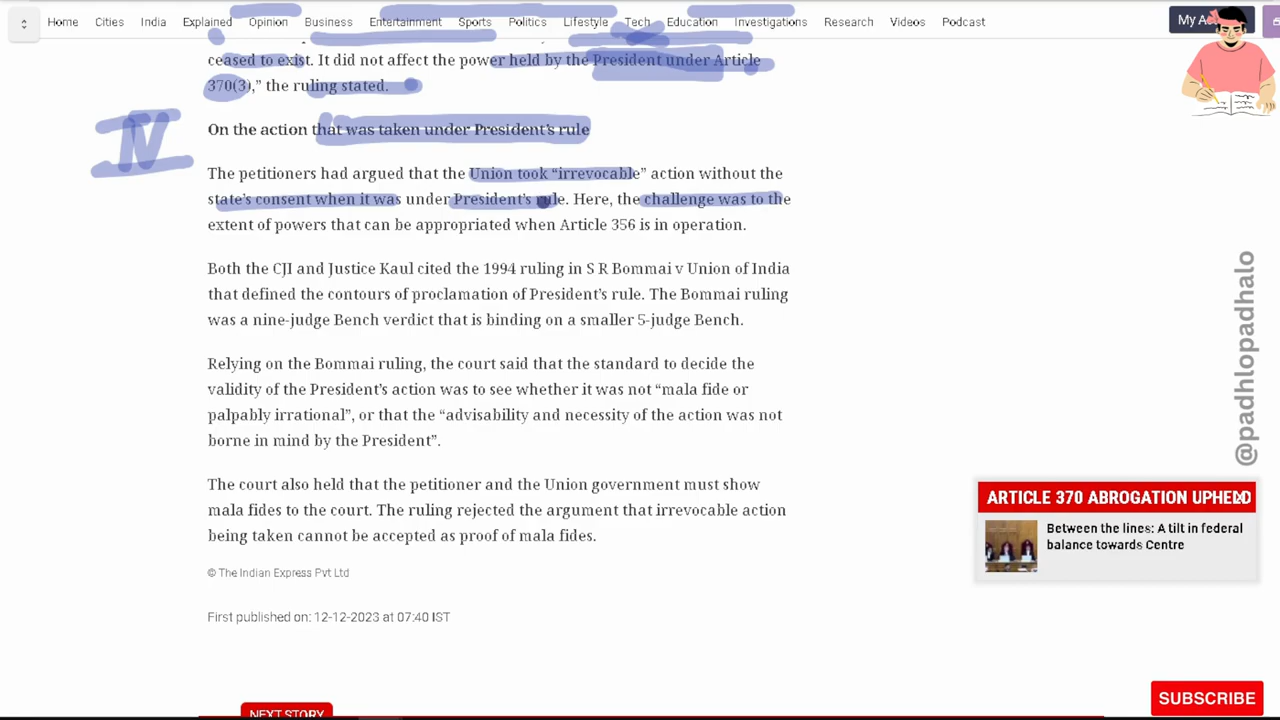 Home Cities India Explained Opinion Business Entertainment Sports Politics Lifestyle Tech Education Investigations Research Videos Podcast
My
ceased to exist. It did not affect the power held by the President under Article
370(3),” the ruling stated.
IV
On the action that was taken under President’s rule
The petitioners had argued that the Union took “irrevocable” action without the
state’s consent when it was under President’s rule. Here, the challenge was to the
extent of powers that can be appropriated when Article 356 is in operation.
Both the CJI and Justice Kaul cited the 1994 ruling in S R Bommai v Union of India
that defined the contours of proclamation of President’s rule. The Bommai ruling
was a nine-judge Bench verdict that is binding on a smaller 5-judge Bench.
Relying on the Bommai ruling, the court said that the standard to decide the
validity of the President’s action was to see whether it was not “mala fide or
palpably irrational”, or that the “advisability and necessity of the action was not
borne in mind by the President”.
The court also held that the petitioner and the Union government must show
mala fides to the court. The ruling rejected the argument that irrevocable action
being taken cannot be accepted as proof of mala fides.
© The Indian Express Pvt Ltd
First published on: 12-12-2023 at 07:40 IST
NEXT STORY
@padhlopadhalo
ARTICLE 370 ABROGATION UPHELD
Between the lines: A tilt in federal
balance towards Centre
SUBSCRIBE